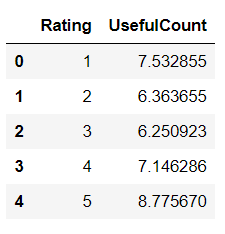 Rating UsefulCount
0 1 7.532855
1 2 6.363655
2 3 6.250923
3 4 7.146286
4 5 8.775670